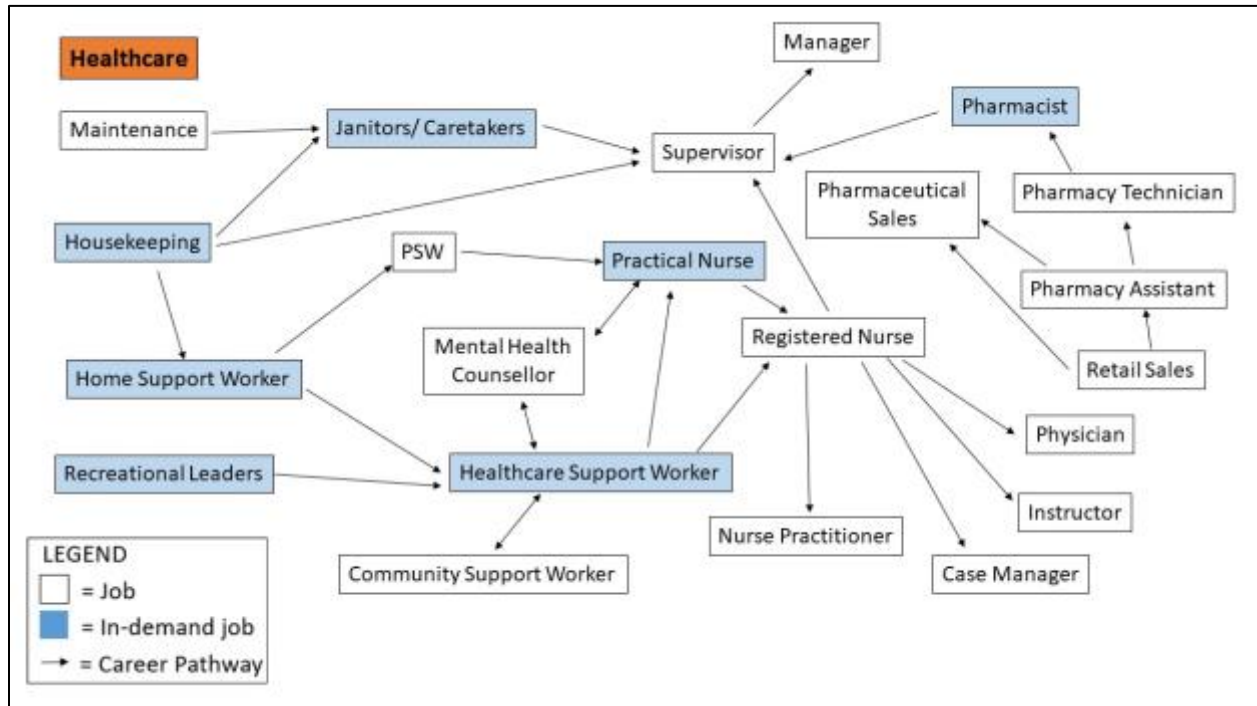 Healthcare
Manager
Maintenance
Janitors/ Caretakers
Pharmacist
Supervisor
Pharmaceutical
Sales
Pharmacy Technician
Housekeeping
PSW
Practical Nurse
Pharmacy Assistant
Mental Health
Counsellor
Registered Nurse
Home Support Worker
Retail Sales
Physician
Recreational Leaders
Healthcare Support Worker
Instructor
Nurse Practitioner
Community Support Worker
Case Manager
LEGEND
= Job
= In-demand job
= Career Pathway